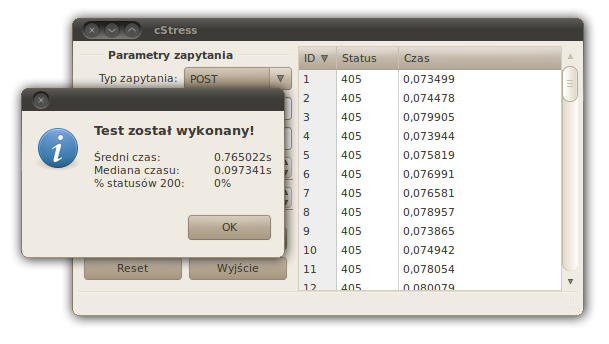 cStress
Parametry zapytania
Typ zapytania: POST
Test został wykonany!
Średni czas: 0.765022s
Mediana czasu: 0.097341s
% statusów 200: 0%
OK
Reset Wyjście
ID Status Czas
1 405 0,073499
2 405 0,074478
3 405 0,079905
4 405 0,073944
5 405 0,075819
6 405 0,076991
7 405 0,076581
8 405 0,078957
9 405 0,073865
10 405 0,074942
11 405 0,078054
12 405 0,080079